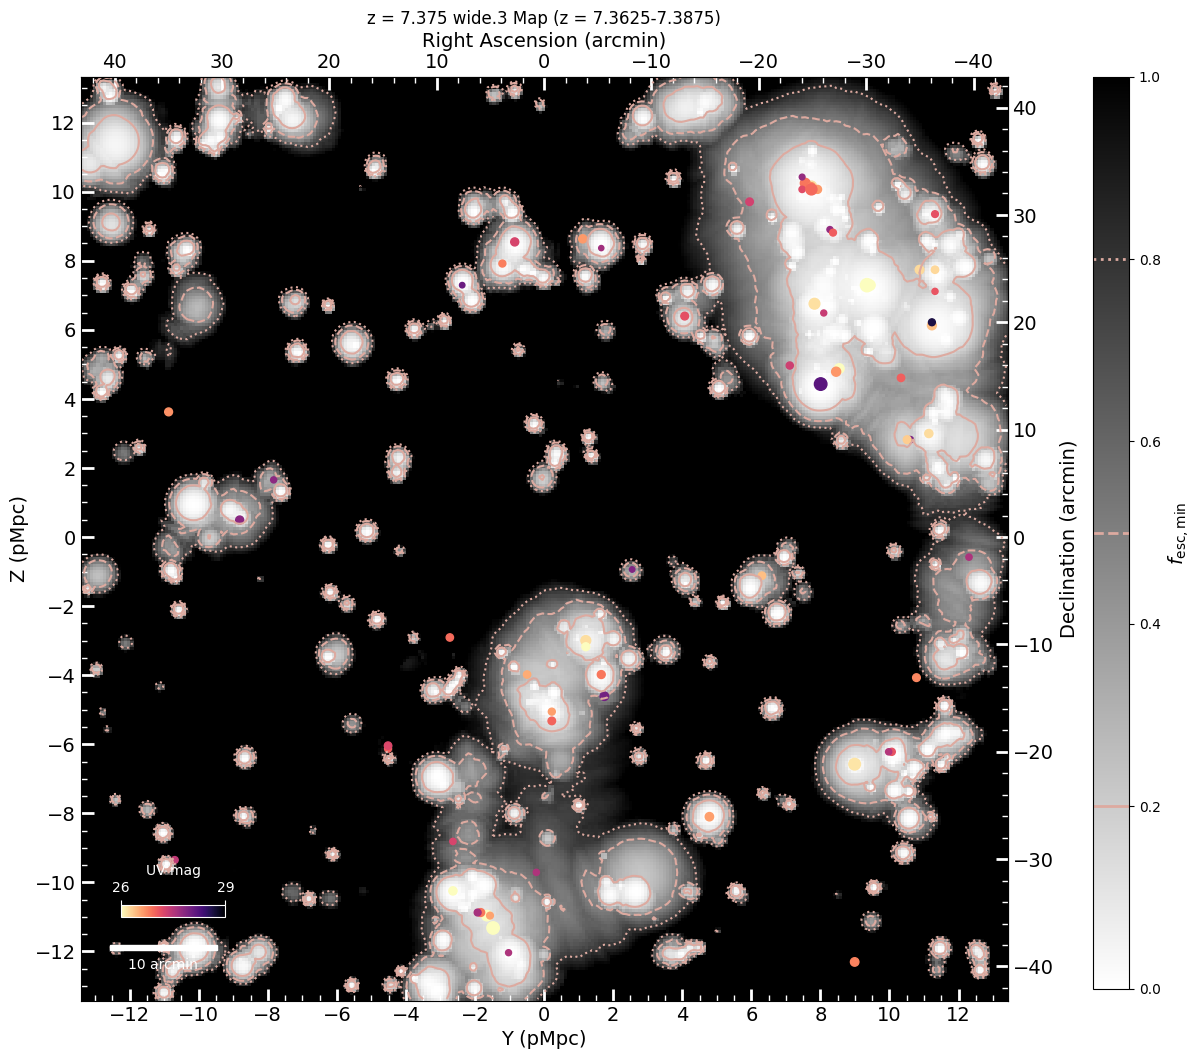 z = 7.375 wide.3 Map (z = 7.3625-7.3875)
Right Ascension (arcmin)
40 30 20 10 0 −10 −20 −30 −40
12 10 8 6 4 2 0 −2 −4 −6 −8 −10 −12
Z (pMpc)
40 30 20 10 0 −10 −20 −30 −40
Declination (arcmin)
UV mag
26 29
10 arcmin
−12 −10 −8 −6 −4 −2 0 2 4 6 8 10 12
Y (pMpc)
1.0
0.8
0.6
0.4
0.2
0.0
f_esc,min